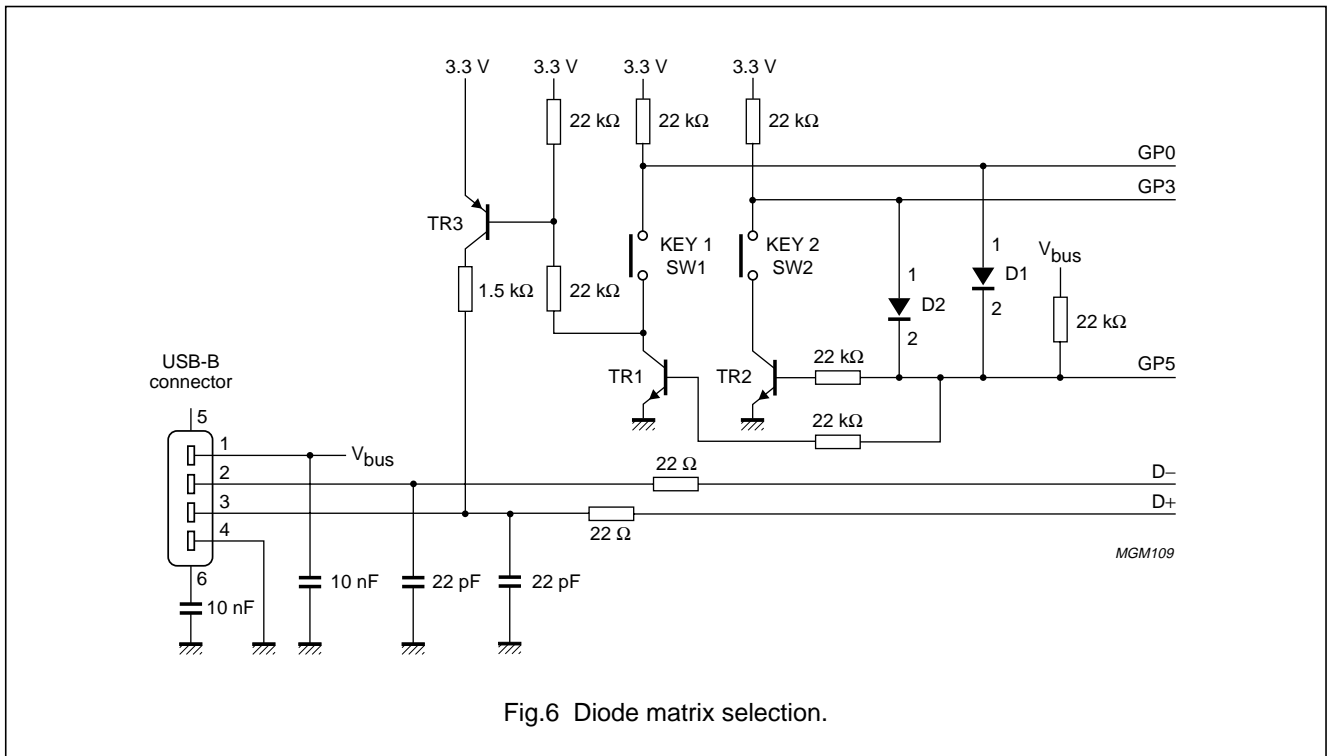 3.3 V 3.3 V 3.3 V 3.3 V
22 kΩ 22 kΩ 22 kΩ
GP0
GP3
TR3
KEY 1
SW1
KEY 2
SW2
1
D2
2
1
D1
2
Vbus
22 kΩ
1.5 kΩ 22 kΩ
TR1 TR2
22 kΩ
GP5
22 kΩ
USB-B
connector
5
1
Vbus
2
22 Ω
D−
3
22 Ω
D+
4
MGM109
6
10 nF
10 nF 22 pF 22 pF
Fig.6 Diode matrix selection.